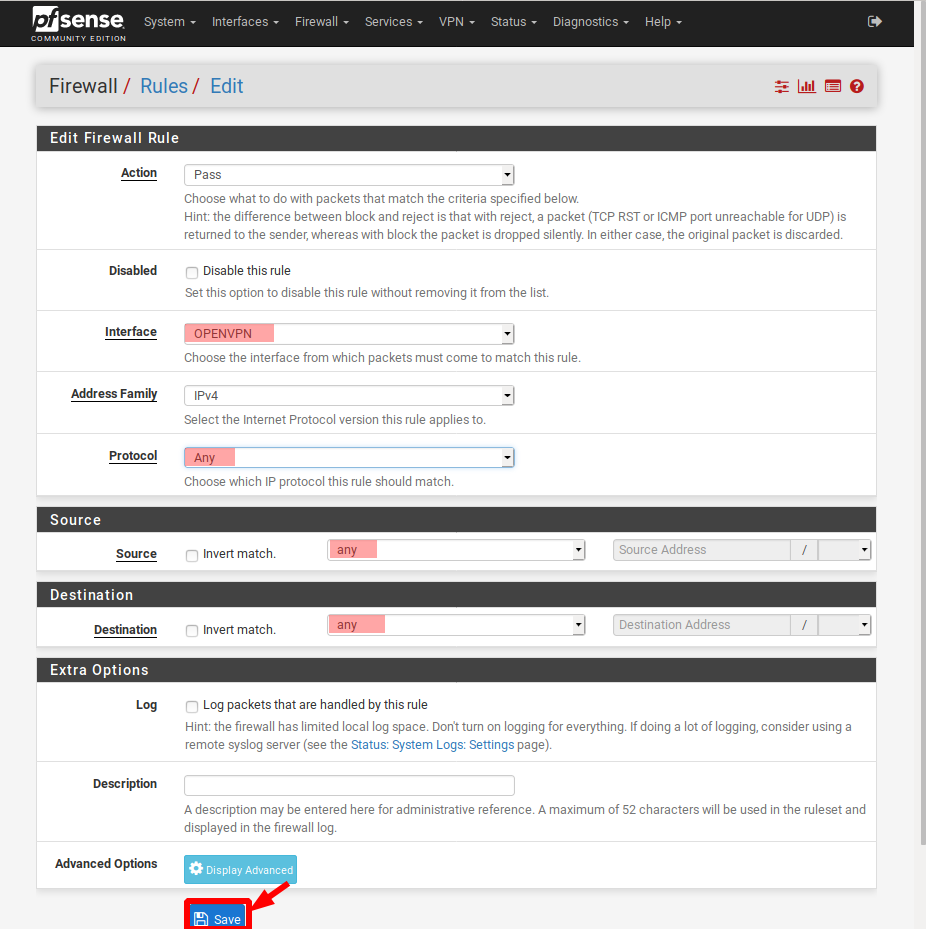 pfsense
COMMUNITY EDITION
System Interfaces Firewall Services VPN Status Diagnostics Help
Firewall / Rules / Edit
Edit Firewall Rule
Action Pass
Choose what to do with packets that match the criteria specified below.
Hint: the difference between block and reject is that with reject, a packet (TCP RST or ICMP port unreachable for UDP) is
returned to the sender, whereas with block the packet is dropped silently. In either case, the original packet is discarded.
Disabled Disable this rule
Set this option to disable this rule without removing it from the list.
Interface OPENVPN
Choose the interface from which packets must come to match this rule.
Address Family IPv4
Select the Internet Protocol version this rule applies to.
Protocol Any
Choose which IP protocol this rule should match.
Source
Source Invert match. any Source Address /
Destination
Destination Invert match. any Destination Address /
Extra Options
Log Log packets that are handled by this rule
Hint: the firewall has limited local log space. Don't turn on logging for everything. If doing a lot of logging, consider using a
remote syslog server (see the Status: System Logs: Settings page).
Description
A description may be entered here for administrative reference. A maximum of 52 characters will be used in the ruleset and
displayed in the firewall log.
Advanced Options Display Advanced
Save